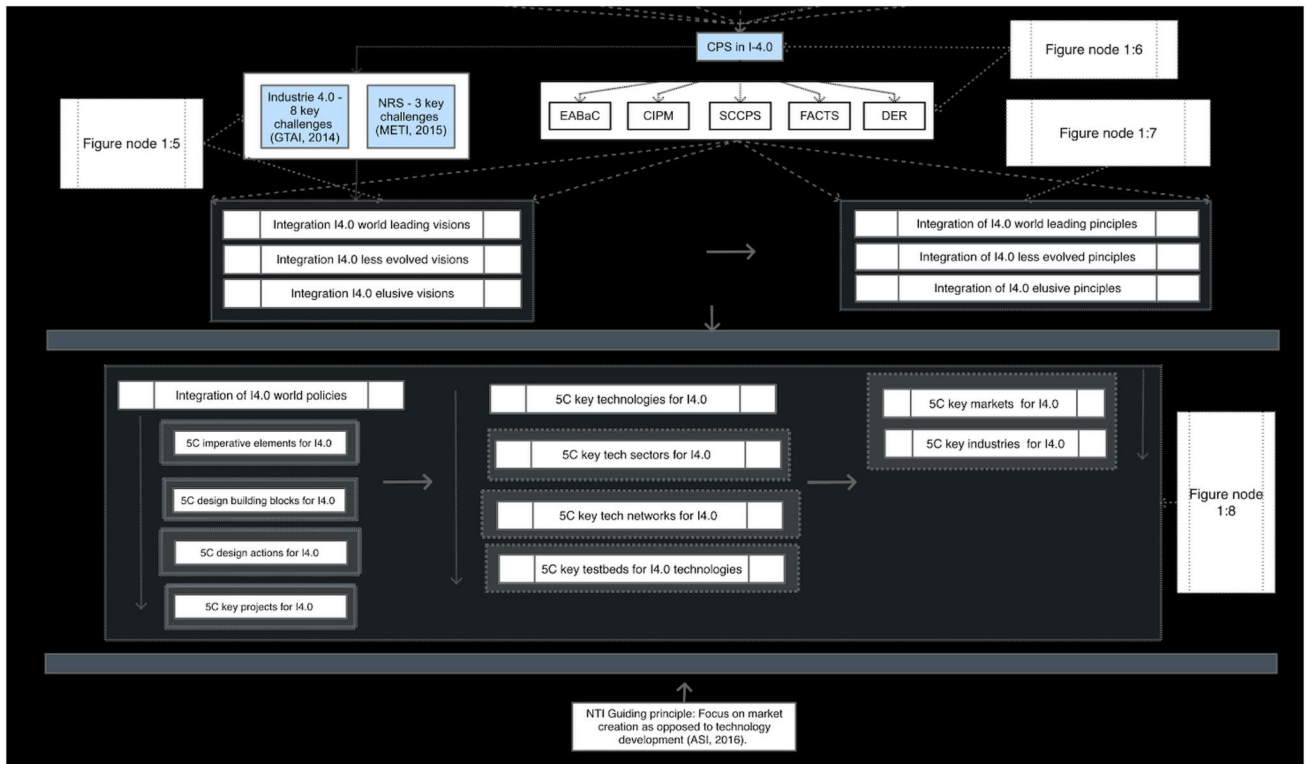 CPS in I-4.0
Figure node 1:6
Industrie 4.0 -
8 key
challenges
(GTAI, 2014)
NRS - 3 key
challenges
(METI, 2015)
EABaC
CIPM
SCCPS
FACTS
DER
Figure node 1:5
Figure node 1:7
Integration I4.0 world leading visions
Integration I4.0 less evolved visions
Integration I4.0 elusive visions
Integration of I4.0 world leading pinciples
Integration of I4.0 less evolved pinciples
Integration of I4.0 elusive pinciples
Integration of I4.0 world policies
5C imperative elements for I4.0
5C design building blocks for I4.0
5C design actions for I4.0
5C key projects for I4.0
5C key technologies for I4.0
5C key tech sectors for I4.0
5C key tech networks for I4.0
5C key testbeds for I4.0 technologies
5C key markets for I4.0
5C key industries for I4.0
Figure node
1:8
NTI Guiding principle: Focus on market
creation as opposed to technology
development (ASI, 2016).